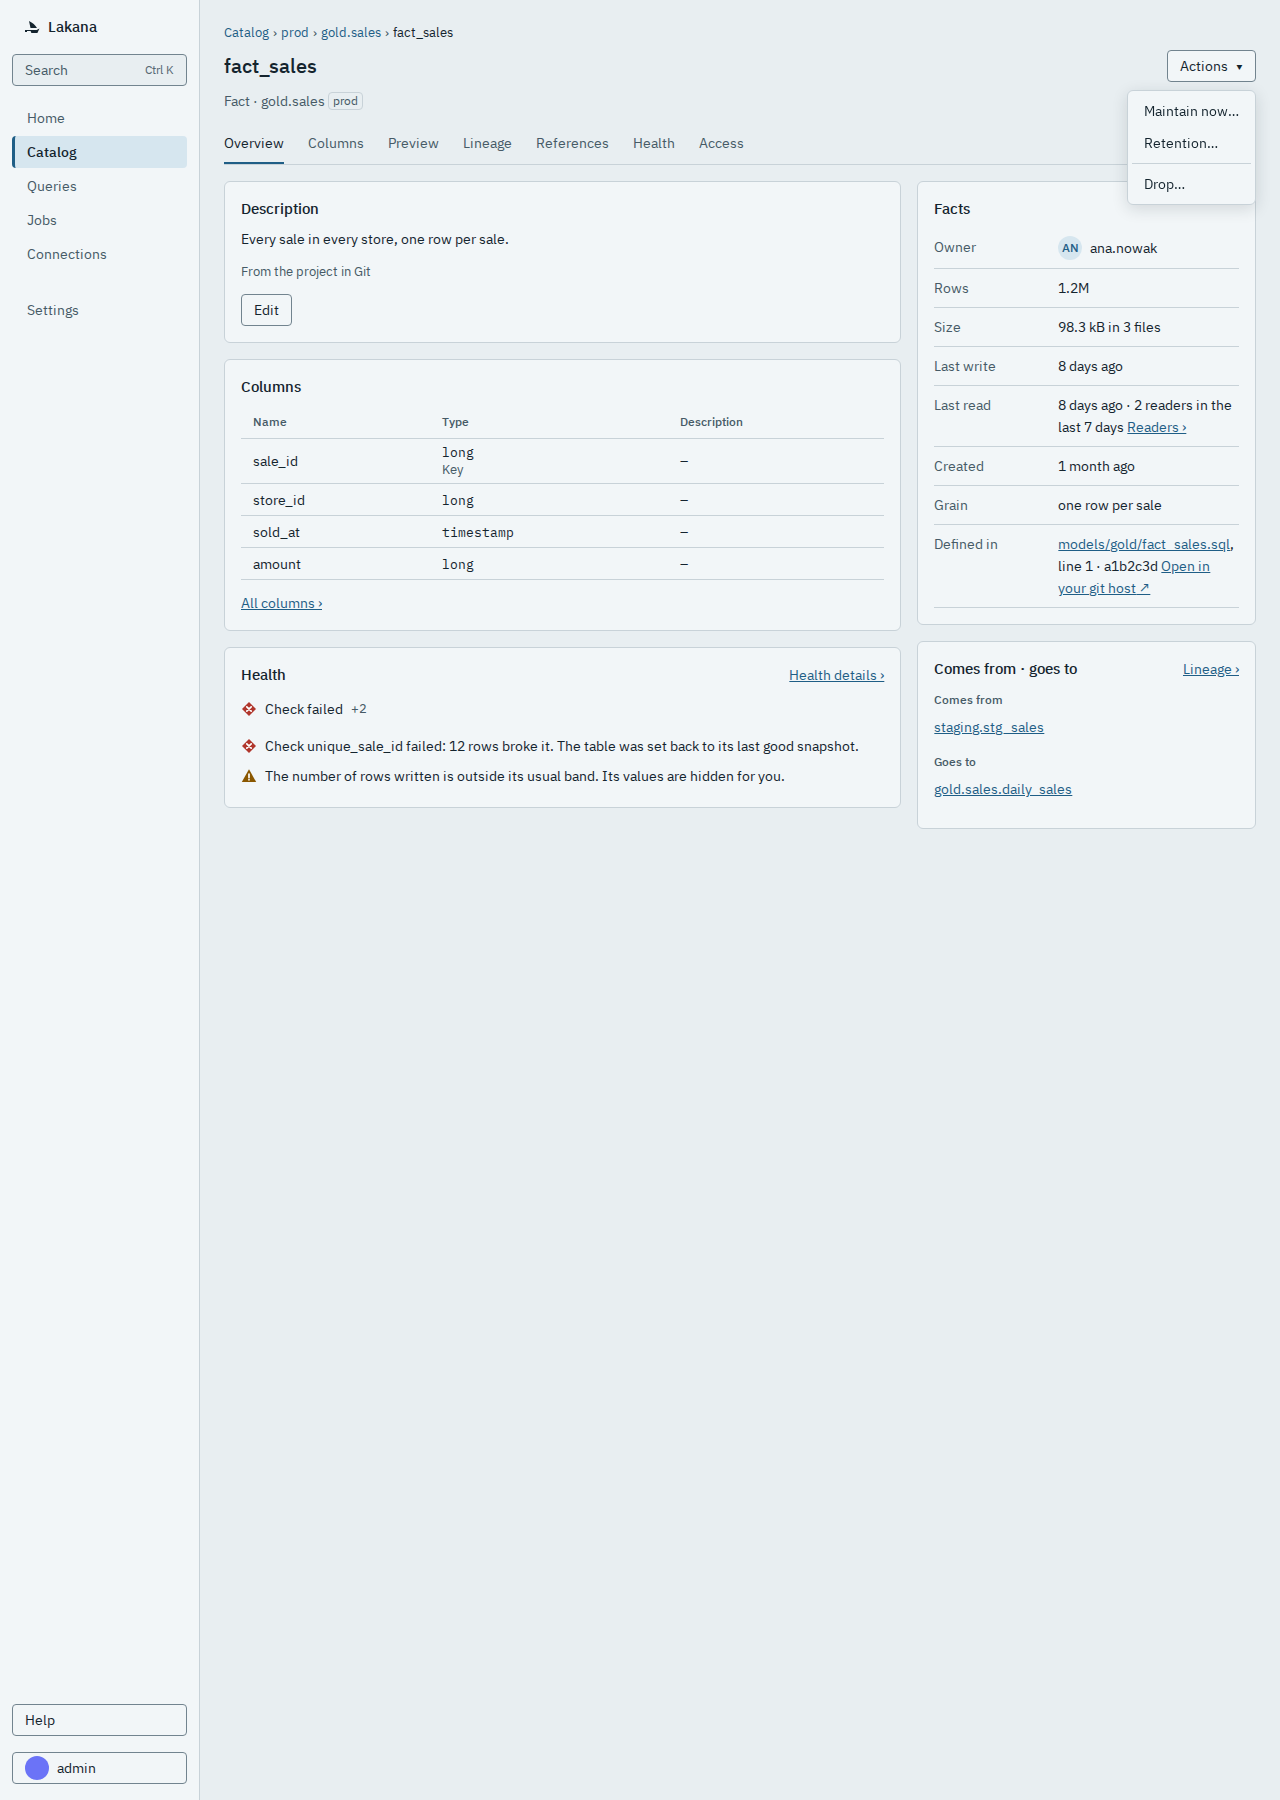 Lakana
Search Ctrl K
Home
Catalog
Queries
Jobs
Connections
Settings
Help
admin
Catalog › prod › gold.sales › fact_sales
fact_sales
Actions ▾
Fact · gold.sales prod
Maintain now…
Retention…
Drop…
Overview Columns Preview Lineage References Health Access
Description
Every sale in every store, one row per sale.
From the project in Git
Edit
Columns
Name Type Description
sale_id long Key –
store_id long –
sold_at timestamp –
amount long –
All columns ›
Health Health details ›
Check failed +2
Check unique_sale_id failed: 12 rows broke it. The table was set back to its last good snapshot.
The number of rows written is outside its usual band. Its values are hidden for you.
Facts
Owner AN ana.nowak
Rows 1.2M
Size 98.3 kB in 3 files
Last write 8 days ago
Last read 8 days ago · 2 readers in the
last 7 days Readers ›
Created 1 month ago
Grain one row per sale
Defined in models/gold/fact_sales.sql,
line 1 · a1b2c3d Open in
your git host ↗
Comes from · goes to Lineage ›
Comes from
staging.stg_sales
Goes to
gold.sales.daily_sales